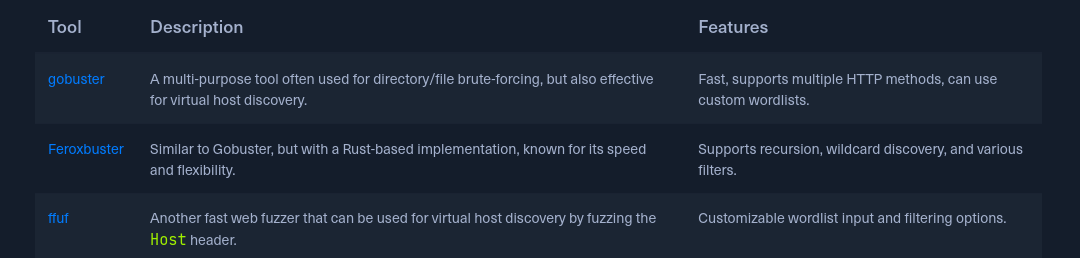 Tool Description Features
gobuster A multi-purpose tool often used for directory/file brute-forcing, but also effective Fast, supports multiple HTTP methods, can use
for virtual host discovery. custom wordlists.
Feroxbuster Similar to Gobuster, but with a Rust-based implementation, known for its speed Supports recursion, wildcard discovery, and various
and flexibility. filters.
ffuf Another fast web fuzzer that can be used for virtual host discovery by fuzzing the Customizable wordlist input and filtering options.
Host header.